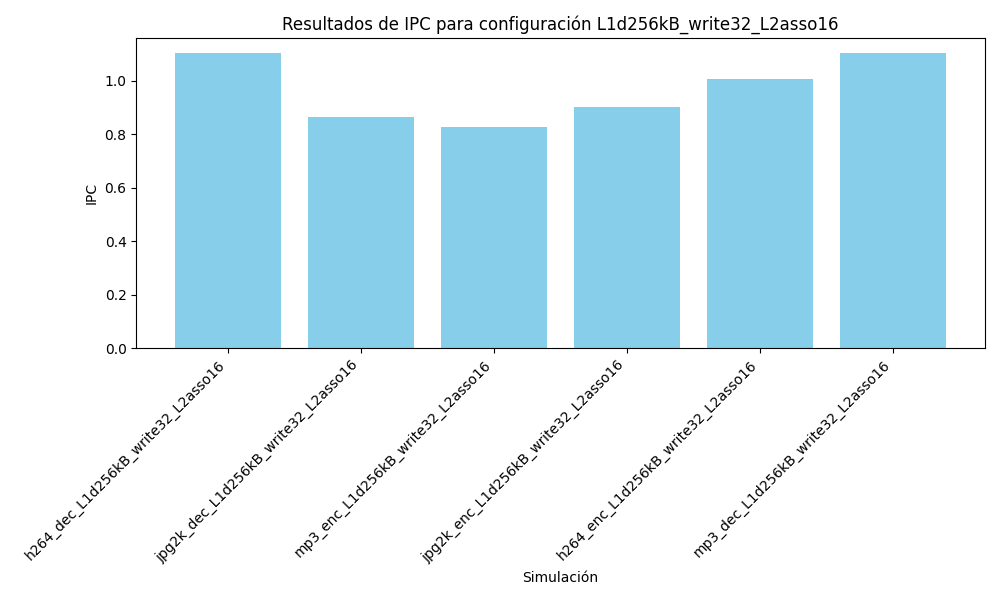 Resultados de IPC para configuración L1d256kB_write32_L2asso16
IPC
1.0
0.8
0.6
0.4
0.2
0.0
h264_dec_L1d256kB_write32_L2asso16
jpg2k_dec_L1d256kB_write32_L2asso16
mp3_enc_L1d256kB_write32_L2asso16
jpg2k_enc_L1d256kB_write32_L2asso16
h264_enc_L1d256kB_write32_L2asso16
mp3_dec_L1d256kB_write32_L2asso16
Simulación